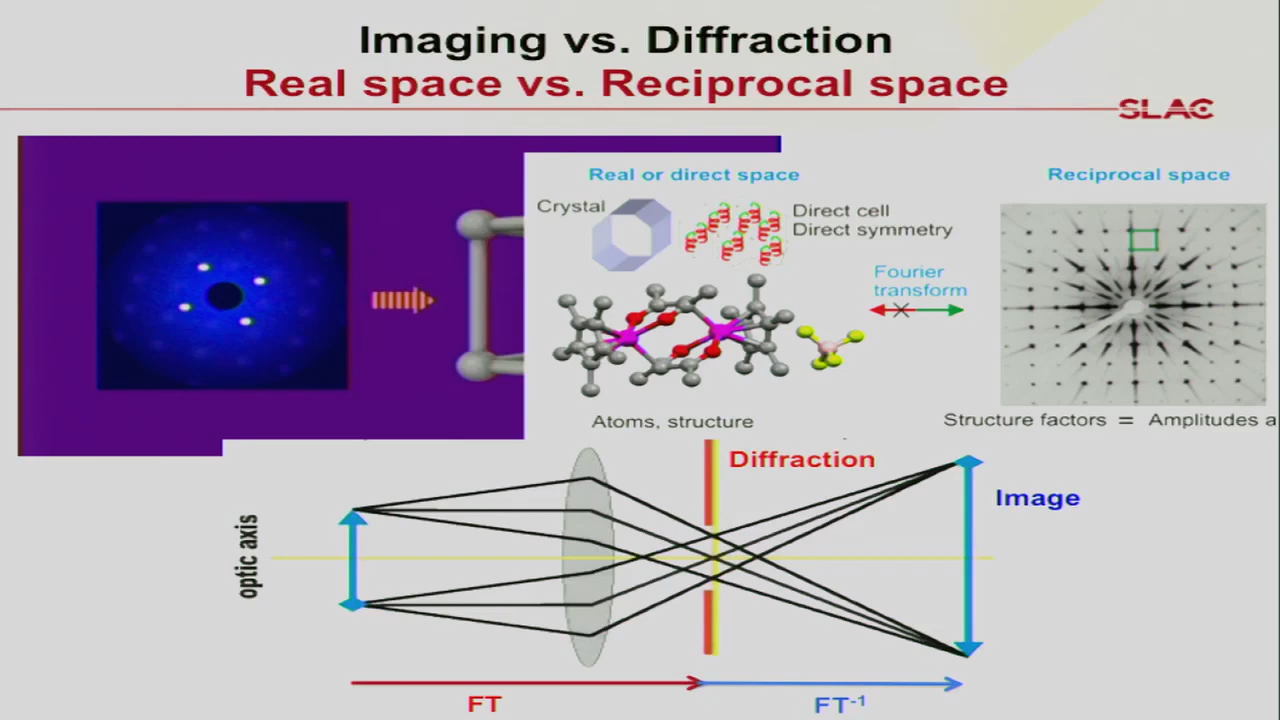 Imaging vs. Diffraction
Real space vs. Reciprocal space
SLAC
Real or direct space
Reciprocal space
Crystal
Direct cell
Direct symmetry
Fourier
transform
Atoms, structure
Structure factors = Amplitudes a
Diffraction
Image
optic axis
FT
FT-1